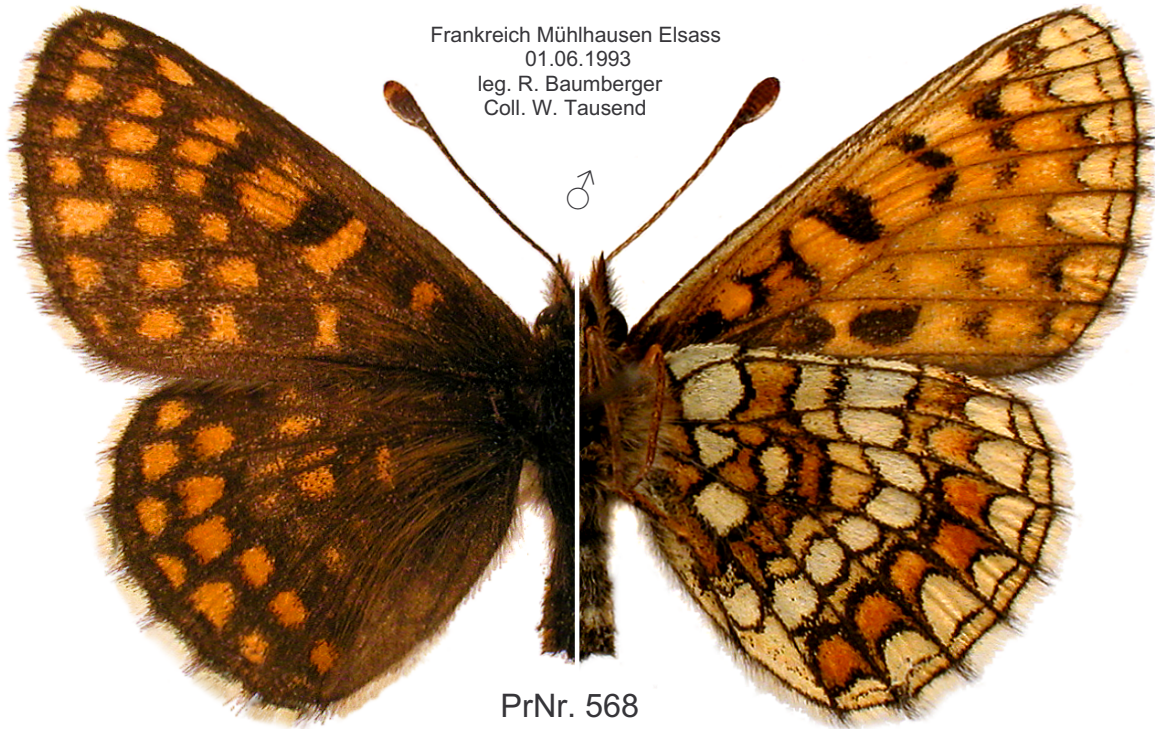 Frankreich Mühlhausen Elsass
01.06.1993
leg. R. Baumberger
Coll. W. Tausend
♂
PrNr. 568